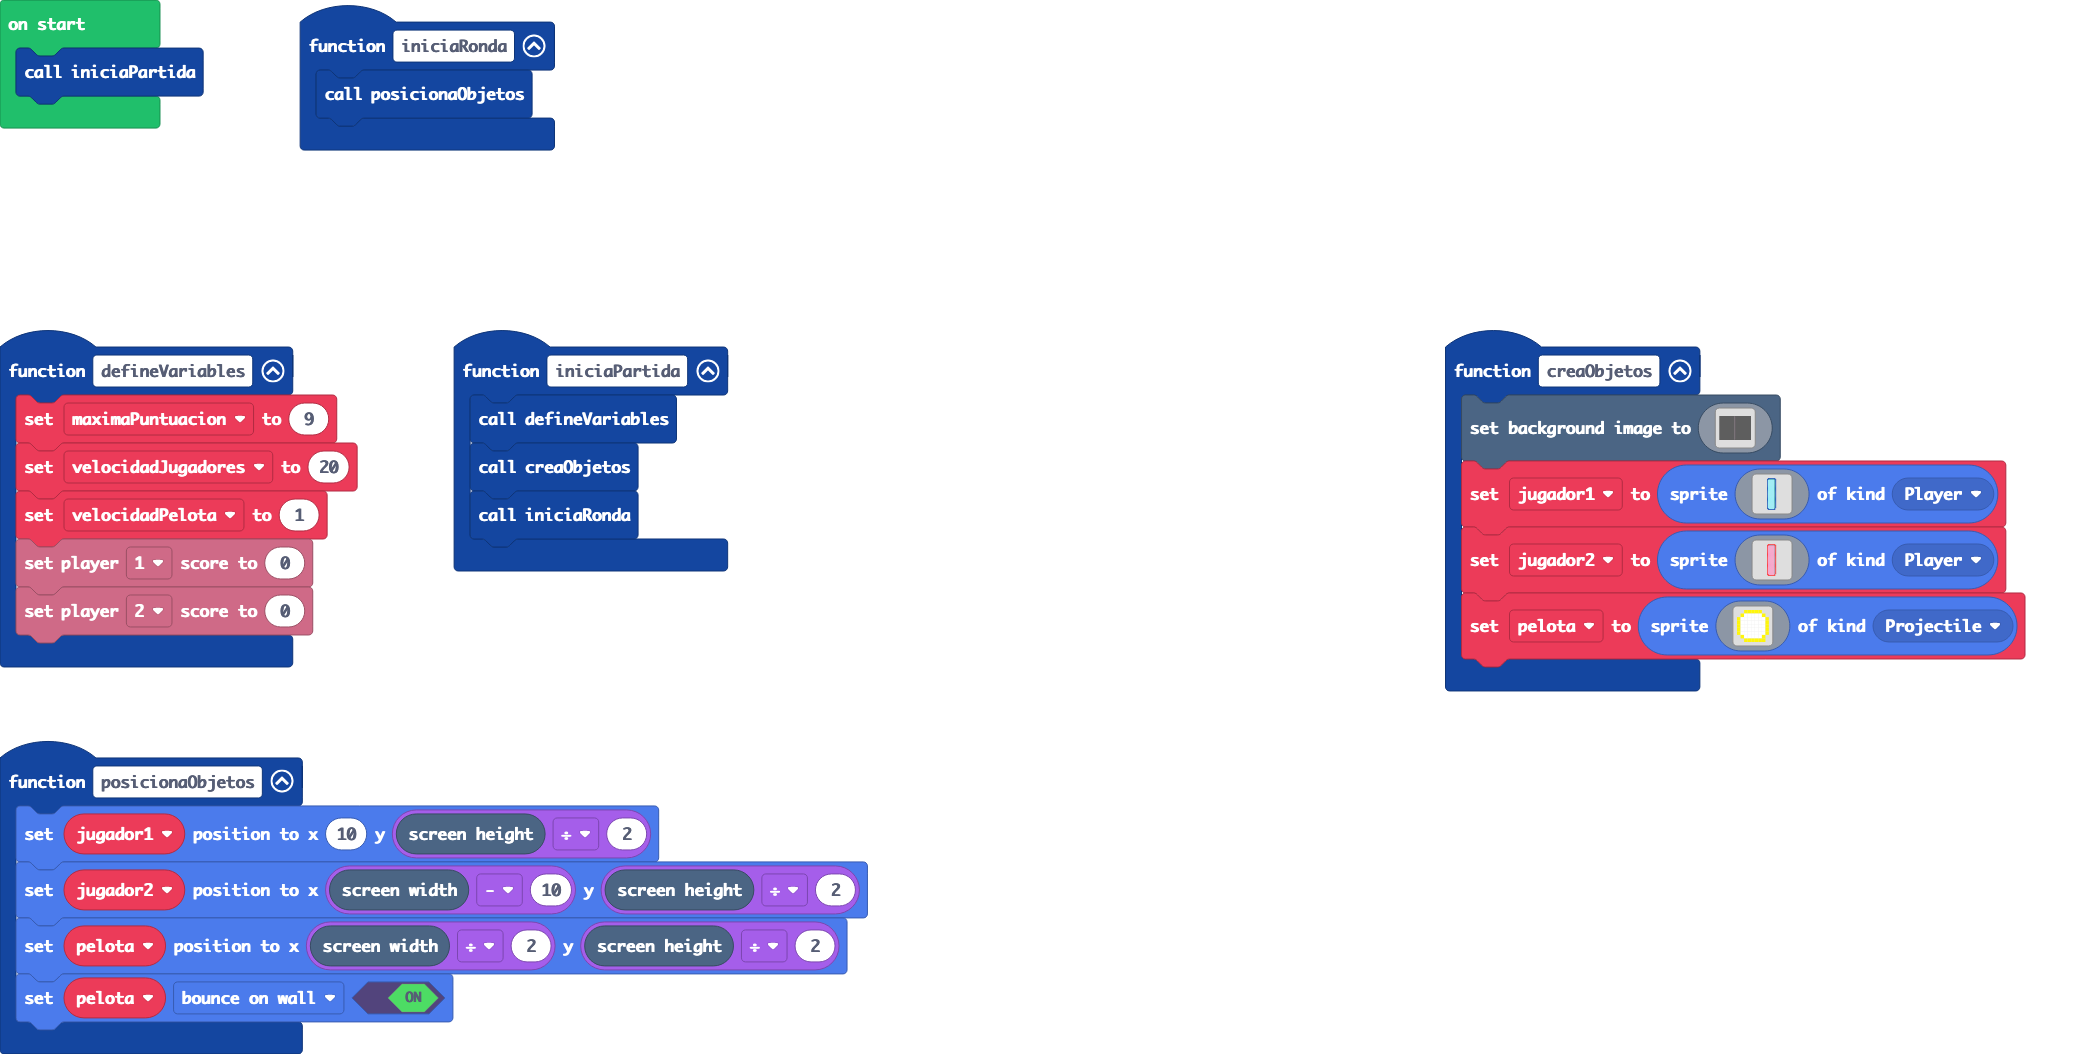 on start
call iniciaPartida
function iniciaRonda
call posicionaObjetos
function defineVariables
set maximaPuntuacion to 9
set velocidadJugadores to 20
set velocidadPelota to 1
set player 1 score to 0
set player 2 score to 0
function iniciaPartida
call defineVariables
call creaObjetos
call iniciaRonda
function creaObjetos
set background image to
set jugador1 to sprite of kind Player
set jugador2 to sprite of kind Player
set pelota to sprite of kind Projectile
function posicionaObjetos
set jugador1 position to x 10 y screen height ÷ 2
set jugador2 position to x screen width - 10 y screen height ÷ 2
set pelota position to x screen width ÷ 2 y screen height ÷ 2
set pelota bounce on wall ON